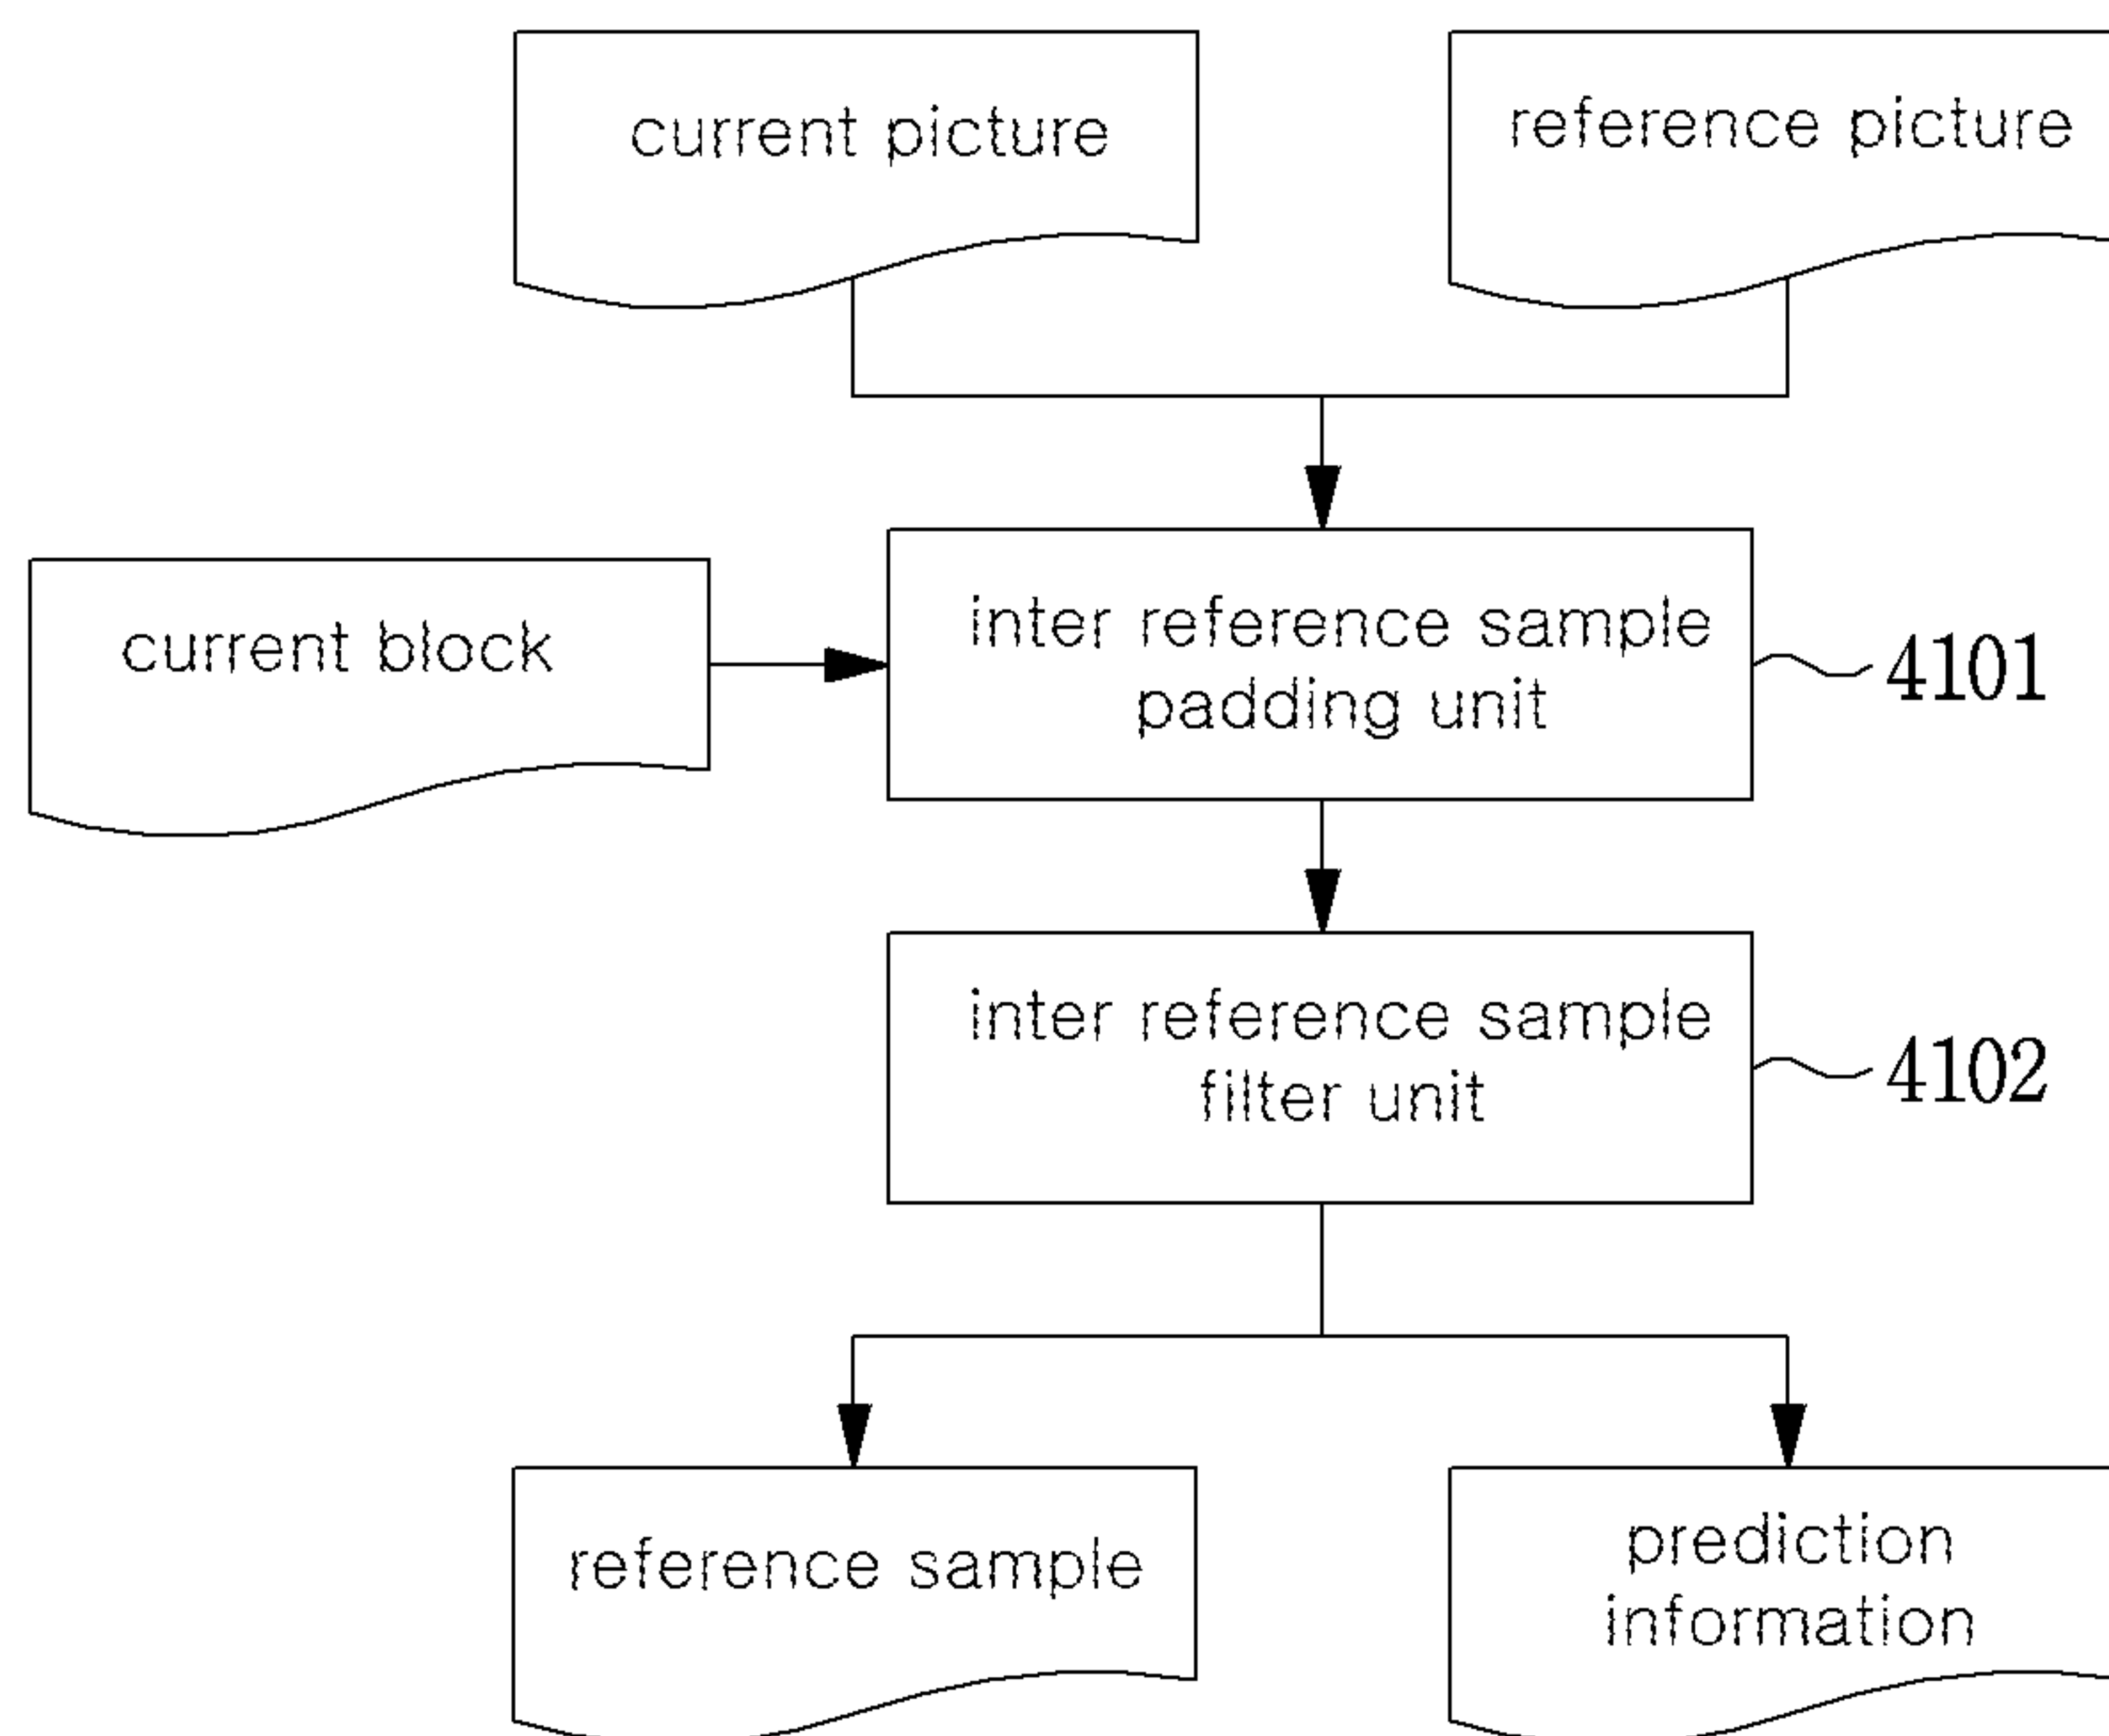 current picture
reference picture
current block
inter reference sample
padding unit
4101
inter reference sample
filter unit
4102
reference sample
prediction
information